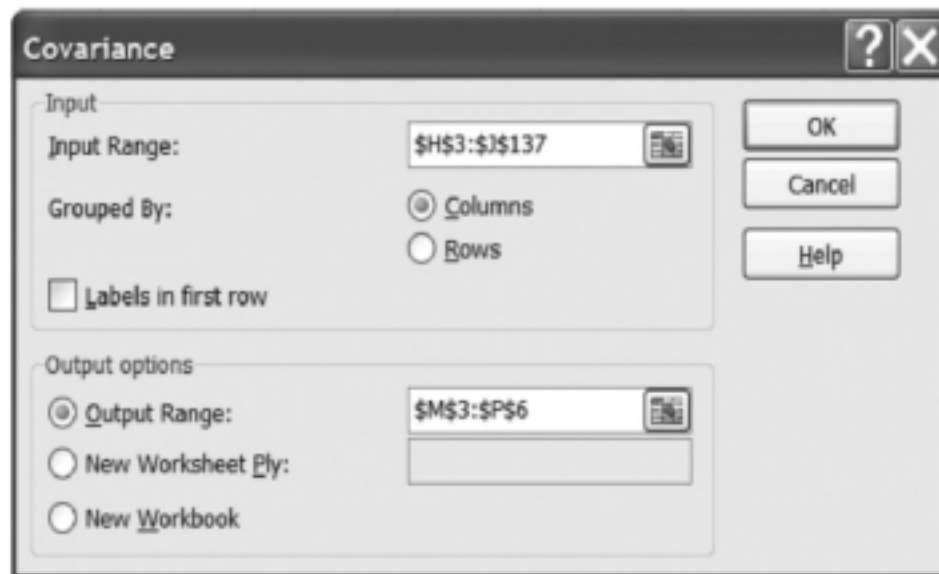 Covariance
Input
Input Range: $H$3:$J$137
Grouped By: Columns
Rows
Labels in first row
Output options
Output Range: $M$3:$P$6
New Worksheet Ply:
New Workbook
OK
Cancel
Help